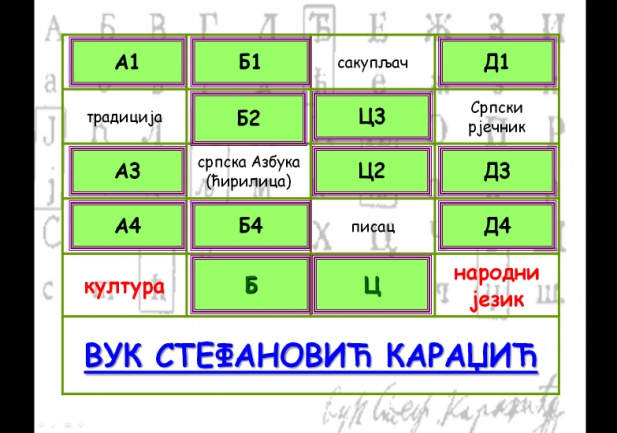 А1 Б1 сакупљач Д1
традиција Б2 Ц3 Српски
рјечник
А3 српска Азбука
(ћирилица) Ц2 Д3
А4 Б4 писац Д4
култура Б Ц народни
језик
ВУК СТЕФАНОВИЋ КАРАЏИЋ